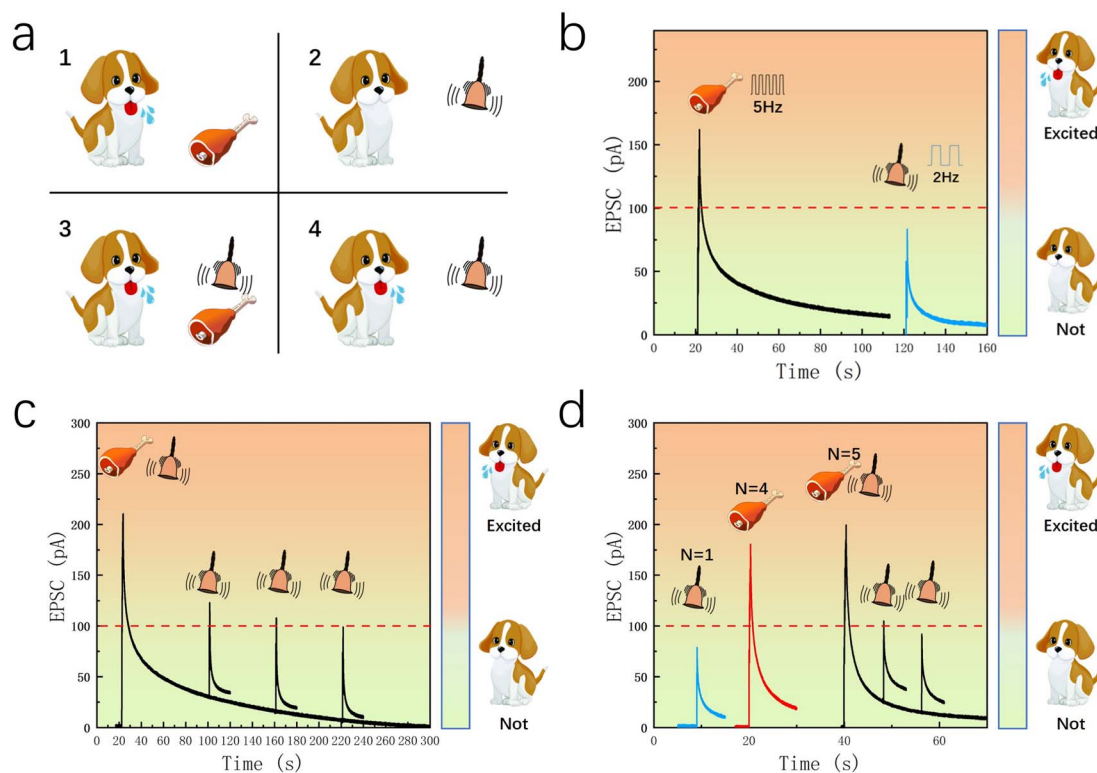 a
1
2
3
4
b
EPSC (pA)
200
150
100
50
0
5Hz
2Hz
0 20 40 60 80 100 120 140 160
Time (s)
Excited
Not
c
EPSC (pA)
300
250
200
150
100
50
0
0 20 40 60 80 100 120 140 160 180 200 220 240 260 280 300
Time (s)
Excited
Not
d
EPSC (pA)
300
250
200
150
100
50
0
N=1
N=4
N=5
0 20 40 60
Time (s)
Excited
Not